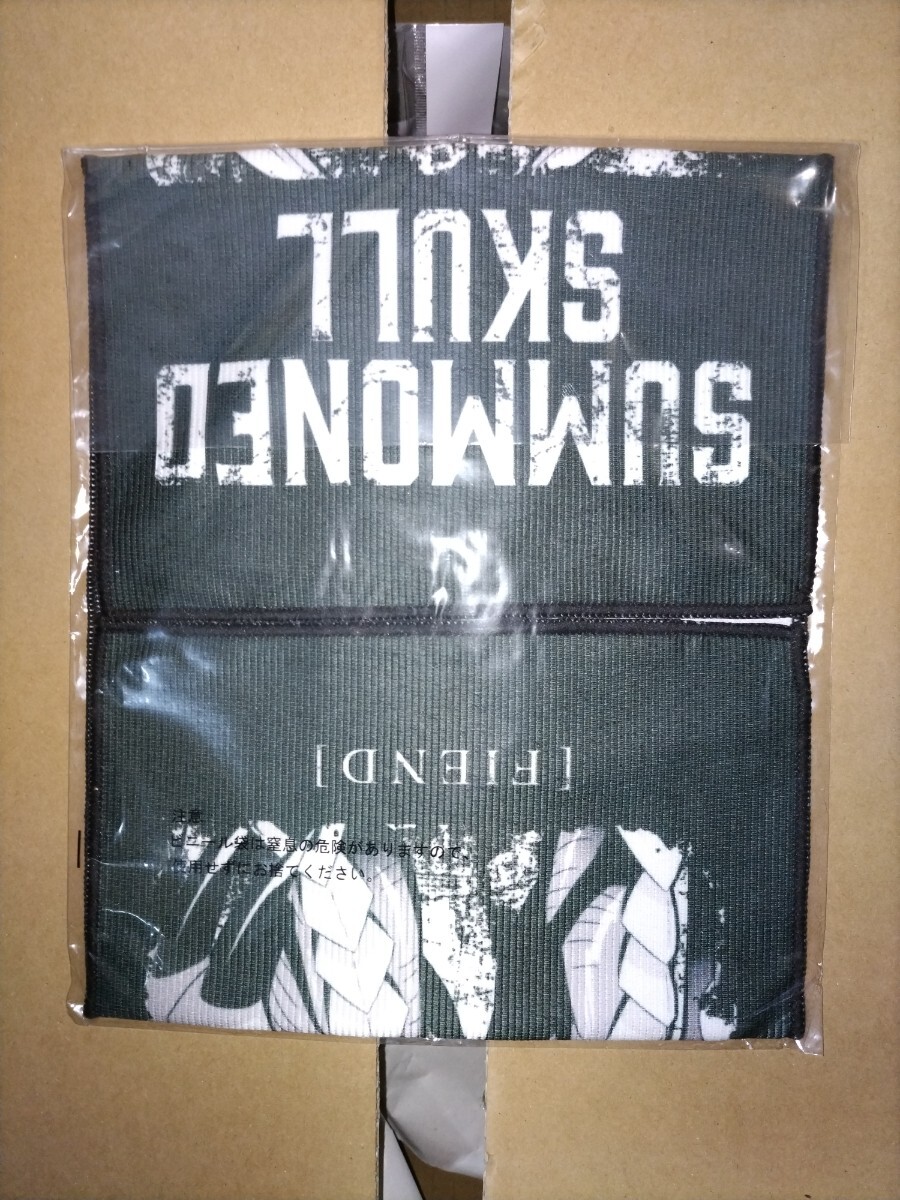 SUMMONED
SKULL
[FIEND]
注意
ビニール袋は窒息の危険がありますので、
使用せずにお捨てください。